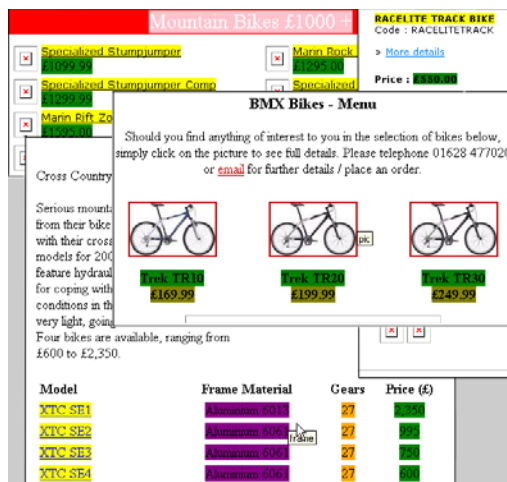 Mountain Bikes £1000 +
Specialized Stumpjumper
£1099.99
Marin Rock
£1295.00
Specialized Stumpjumper Comp
£1299.99
Specialized
Marin Rift Zo
£1595.00
RACELITE TRACK BIKE
Code : RACELITETRACK
» More details
Price : £550.00
BMX Bikes - Menu
Should you find anything of interest to you in the selection of bikes below,
simply click on the picture to see full details. Please telephone 01628 477020
or email for further details / place an order.
pic
Trek TR10
£169.99
Trek TR20
£199.99
Trek TR30
£249.99
Cross Country
Serious mounta
from their bike
with their cross
models for 200
feature hydraul
for coping with
conditions in th
very light, going
Four bikes are available, ranging from
£600 to £2,350.
Model Frame Material Gears Price (£)
XTC SE1 Aluminium 6013 27 2,350
XTC SE2 Aluminium 6061 27 995
frame
XTC SE3 Aluminium 6061 27 750
XTC SE4 Aluminium 6061 27 600